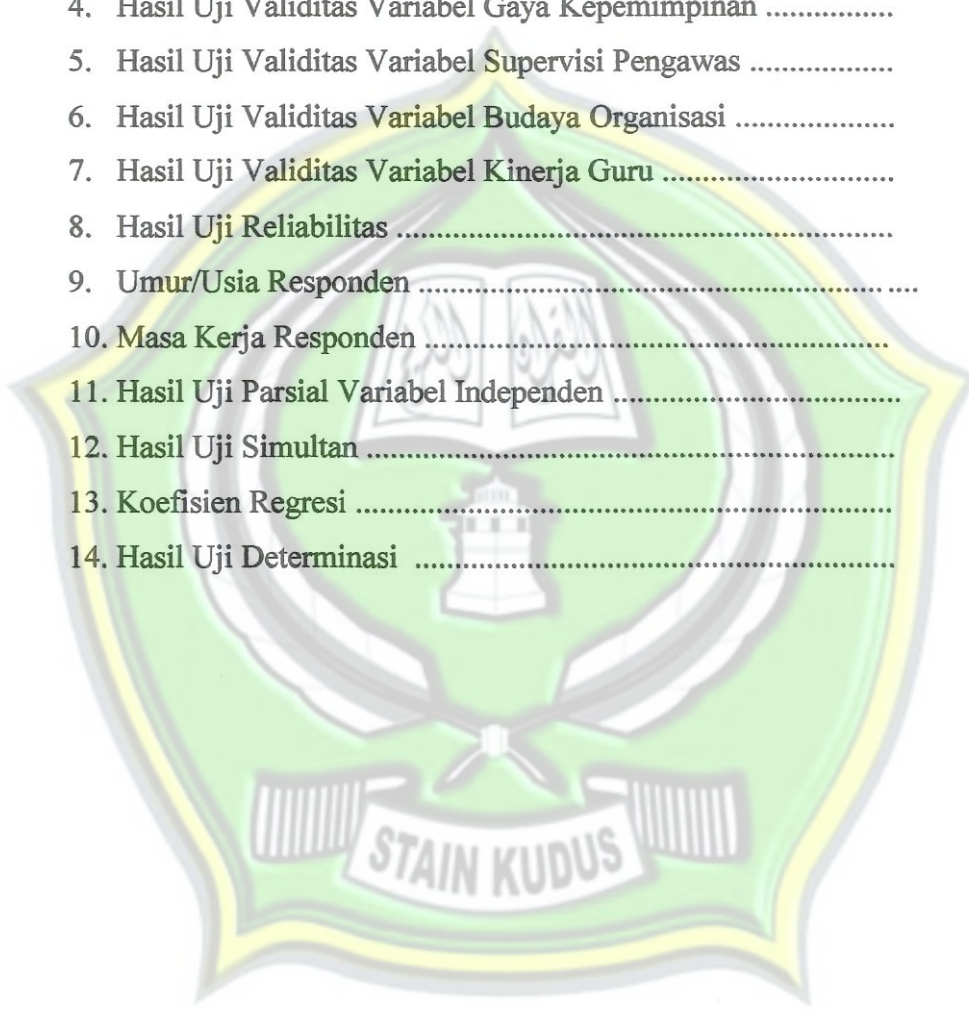 4. Hasil Uji Validitas Variabel Gaya Kepemimpinan ................
5. Hasil Uji Validitas Variabel Supervisi Pengawas ..................
6. Hasil Uji Validitas Variabel Budaya Organisasi ....................
7. Hasil Uji Validitas Variabel Kinerja Guru .............................
8. Hasil Uji Reliabilitas ...............................................................
9. Umur/Usia Responden ............................................................. ....
10. Masa Kerja Responden ...........................................................
11. Hasil Uji Parsial Variabel Independen ....................................
12. Hasil Uji Simultan ..................................................................
13. Koefisien Regresi ...................................................................
14. Hasil Uji Determinasi ............................................................
STAIN KUDUS